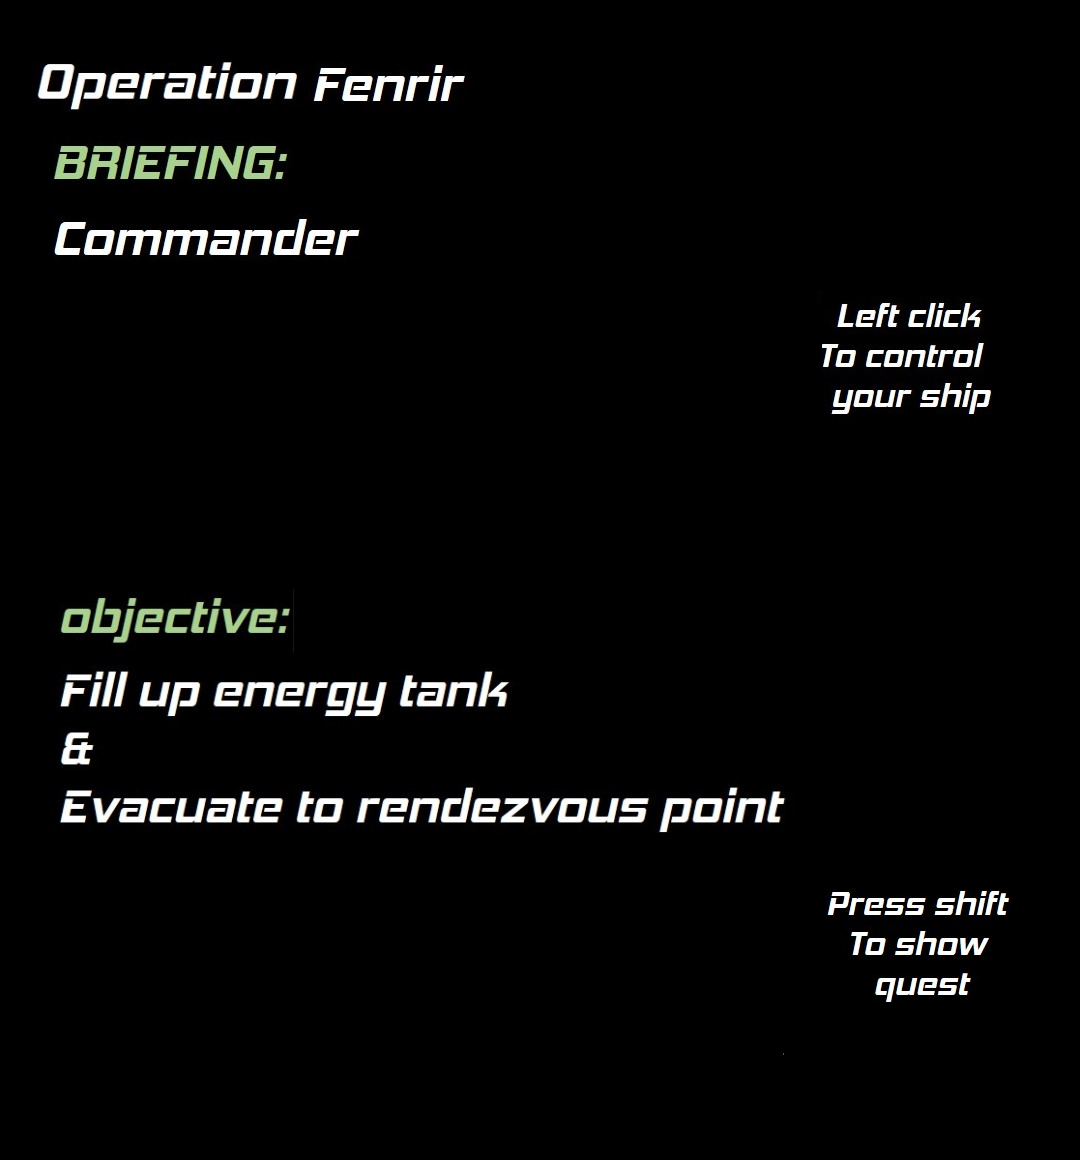 Operation Fenrir
BRIEFING:
Commander
Left click
To control
your ship
objective:
Fill up energy tank
&
Evacuate to rendezvous point
Press shift
To show
quest